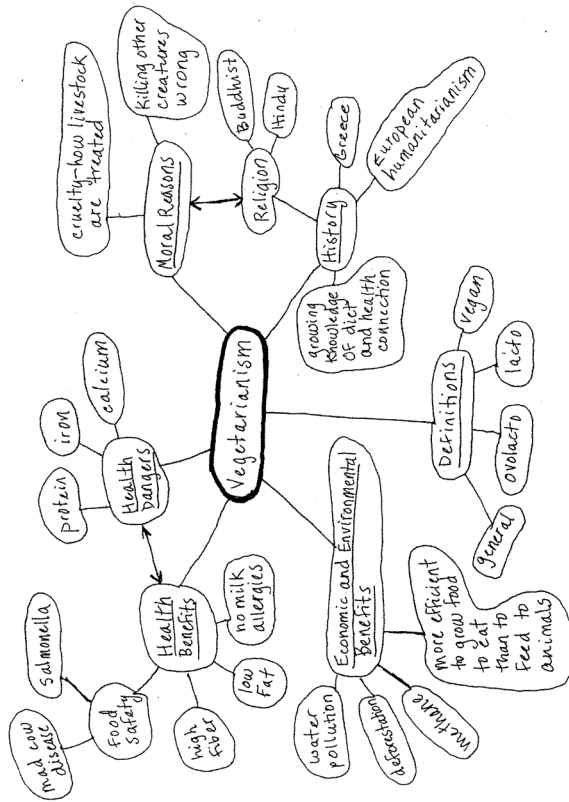 mad cow
disease
Salmonella
Food
Safety
high
Fiber
low
Fat
no milk
allergies
Health
Benefits
protein
iron
calcium
Health
Dangers
cruelty-how livestock
are treated
Killing other
creatures
wrong
Moral Reasons
Buddhist
Hindu
Religion
Greece
European
humanitarianism
History
growing
knowledge
of diet
and health
connection
Vegetarianism
water
pollution
deforestation
methane
more efficient
to grow food
to eat
than to
feed to
animals
Economic and Environmental
Benefits
general
ovolacto
lacto
vegan
Definitions